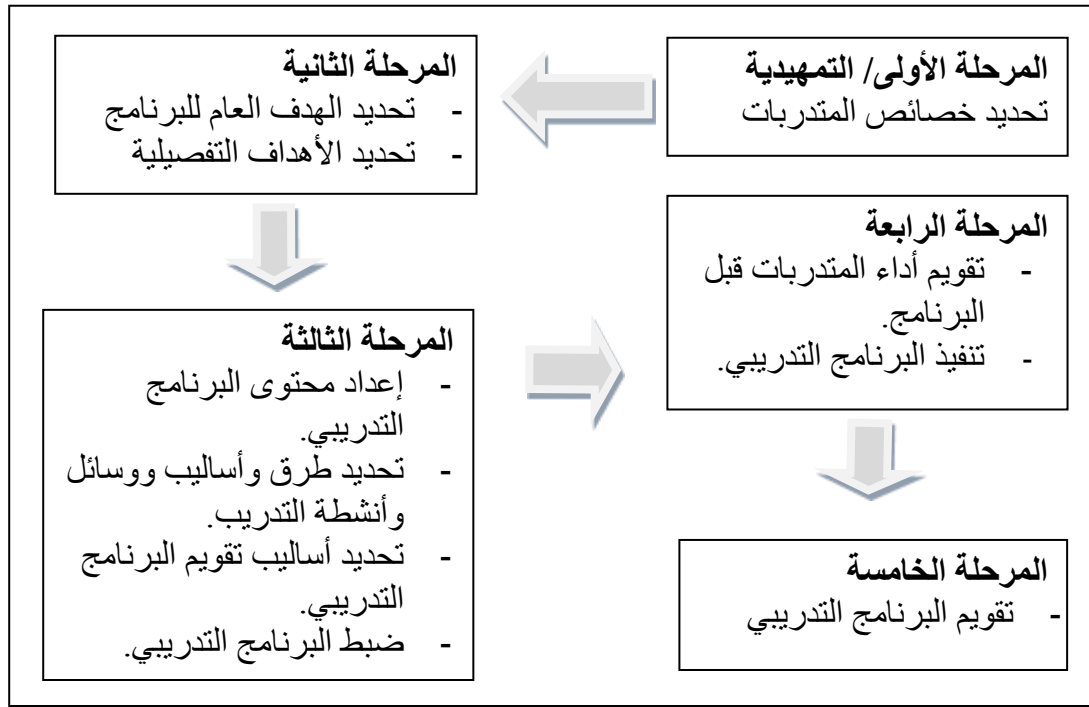 المرحلة الأولى/ التمهيدية
تحديد خصائص المتدربات
المرحلة الثانية
- تحديد الهدف العام للبرنامج
- تحديد الأهداف التفصيلية
المرحلة الثالثة
- إعداد محتوى البرنامج
التدريبي.
- تحديد طرق وأساليب ووسائل
وأنشطة التدريب.
- تحديد أساليب تقويم البرنامج
التدريبي.
- ضبط البرنامج التدريبي.
المرحلة الرابعة
- تقويم أداء المتدربات قبل
البرنامج.
- تنفيذ البرنامج التدريبي.
المرحلة الخامسة
- تقويم البرنامج التدريبي